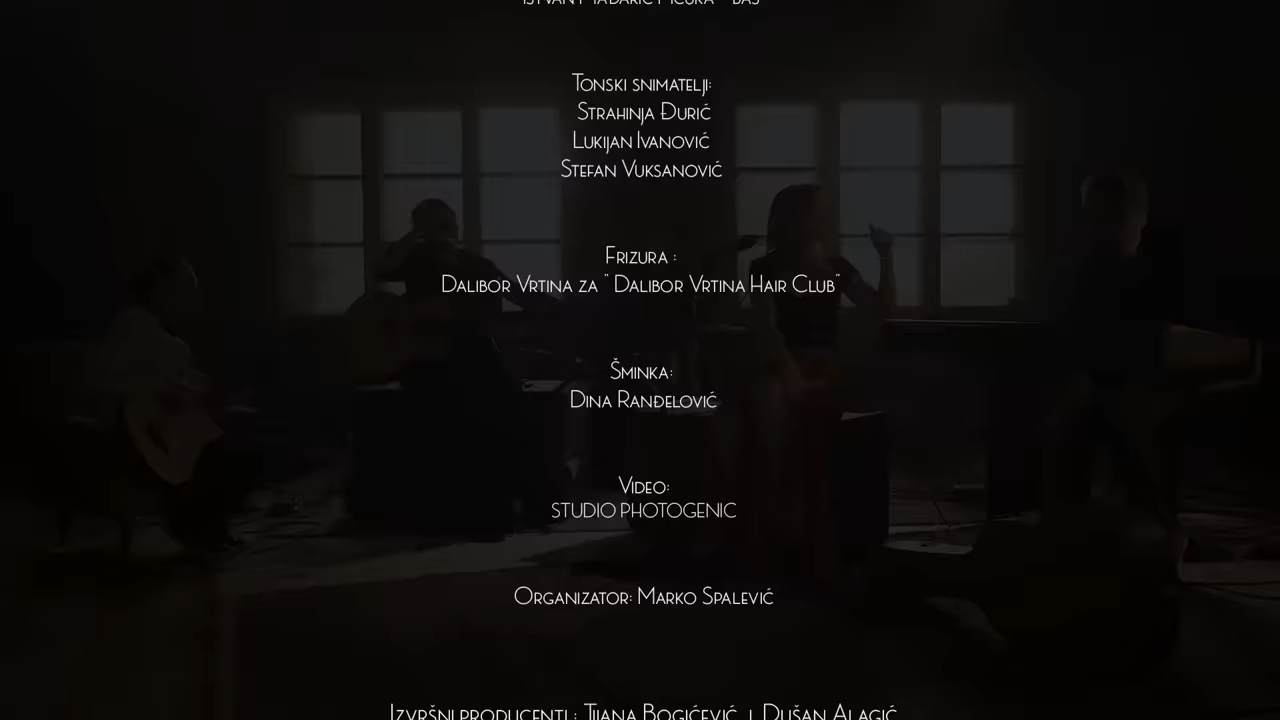 Tonski snimatelji:
Strahinja Đurić
Lukijan Ivanović
Stefan Vuksanović
Frizura :
Dalibor Vrtina za " Dalibor Vrtina Hair Club"
Šminka:
Dina Ranđelović
Video:
STUDIO PHOTOGENIC
Organizator: Marko Spalević
Izvršni producenti : Tijana Bogićević i Dušan Alagić